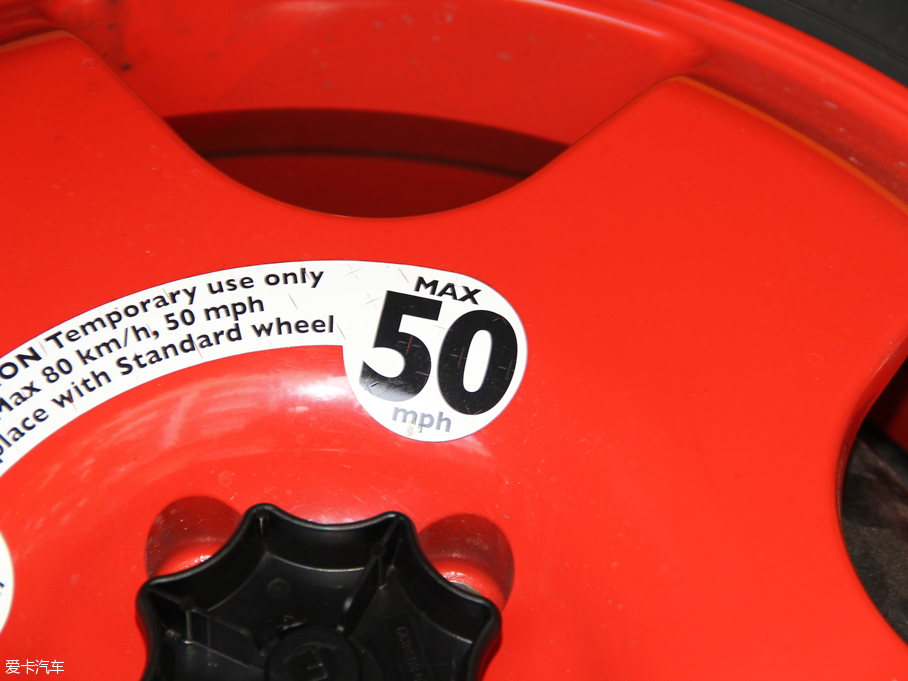 Temporary use only
Max 80 km/h, 50 mph
place with Standard wheel
MAX
50
mph
爱卡汽车